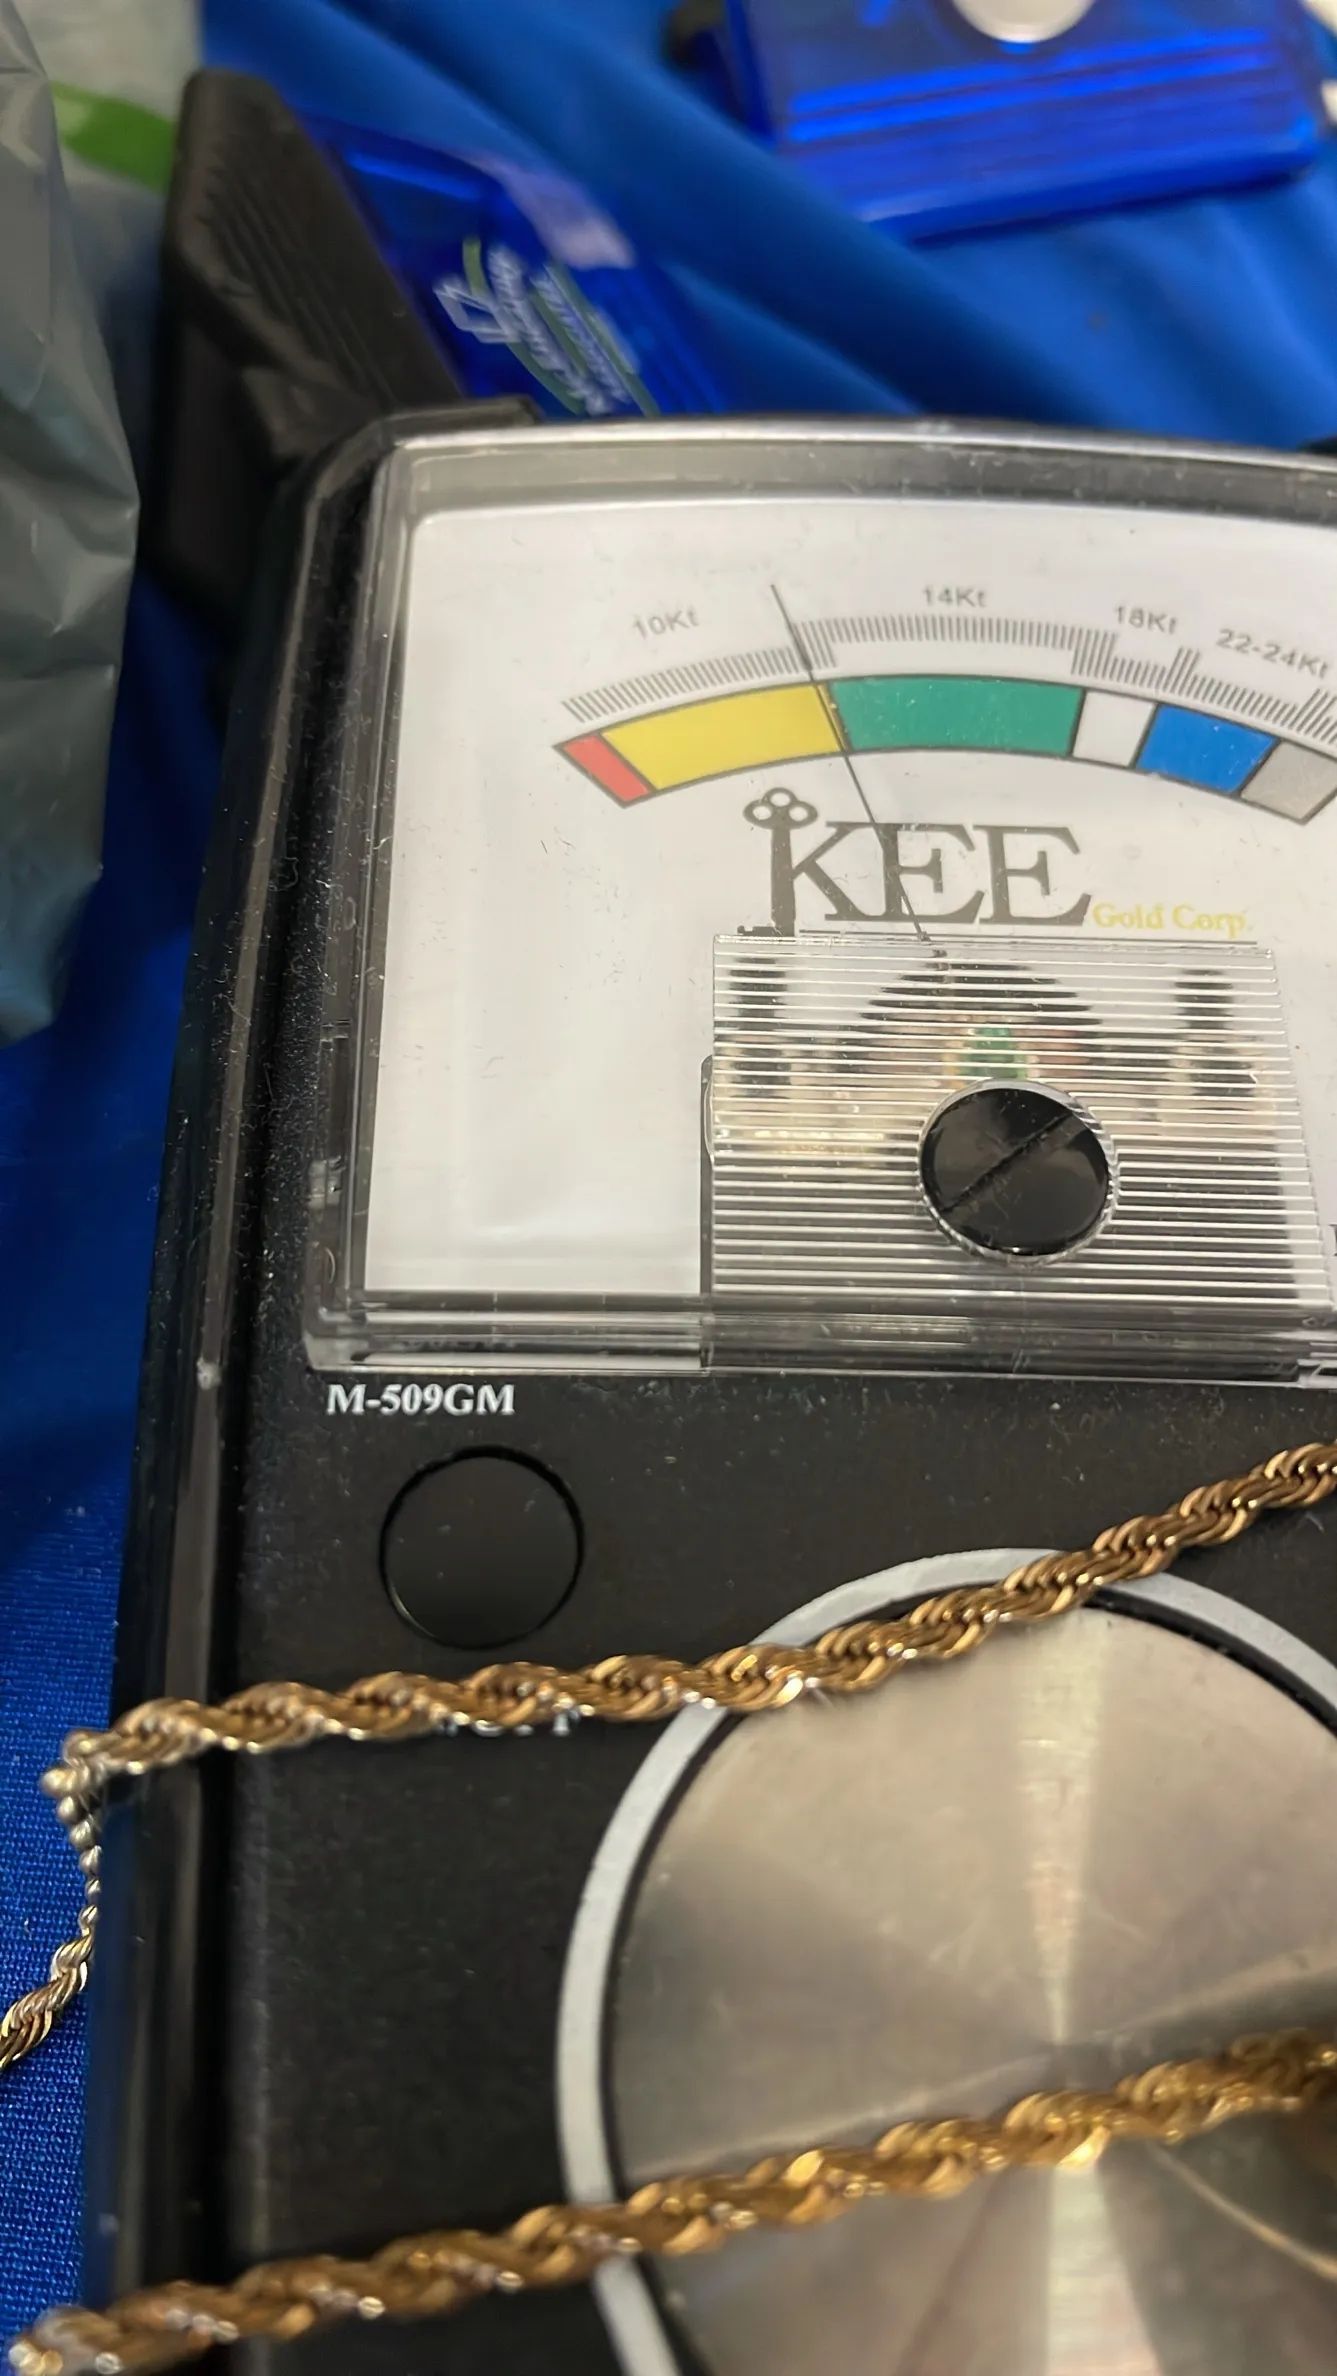 10Kt
14Kt
18Kt
22-24Kt
KEE
Gold Corp.
M-509GM